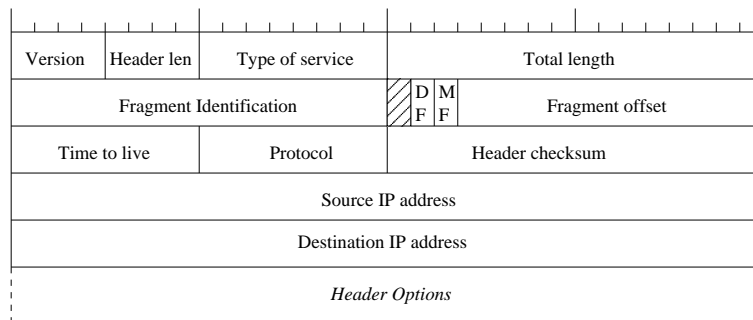 Version Header len Type of service Total length
Fragment Identification D F M F Fragment offset
Time to live Protocol Header checksum
Source IP address
Destination IP address
Header Options